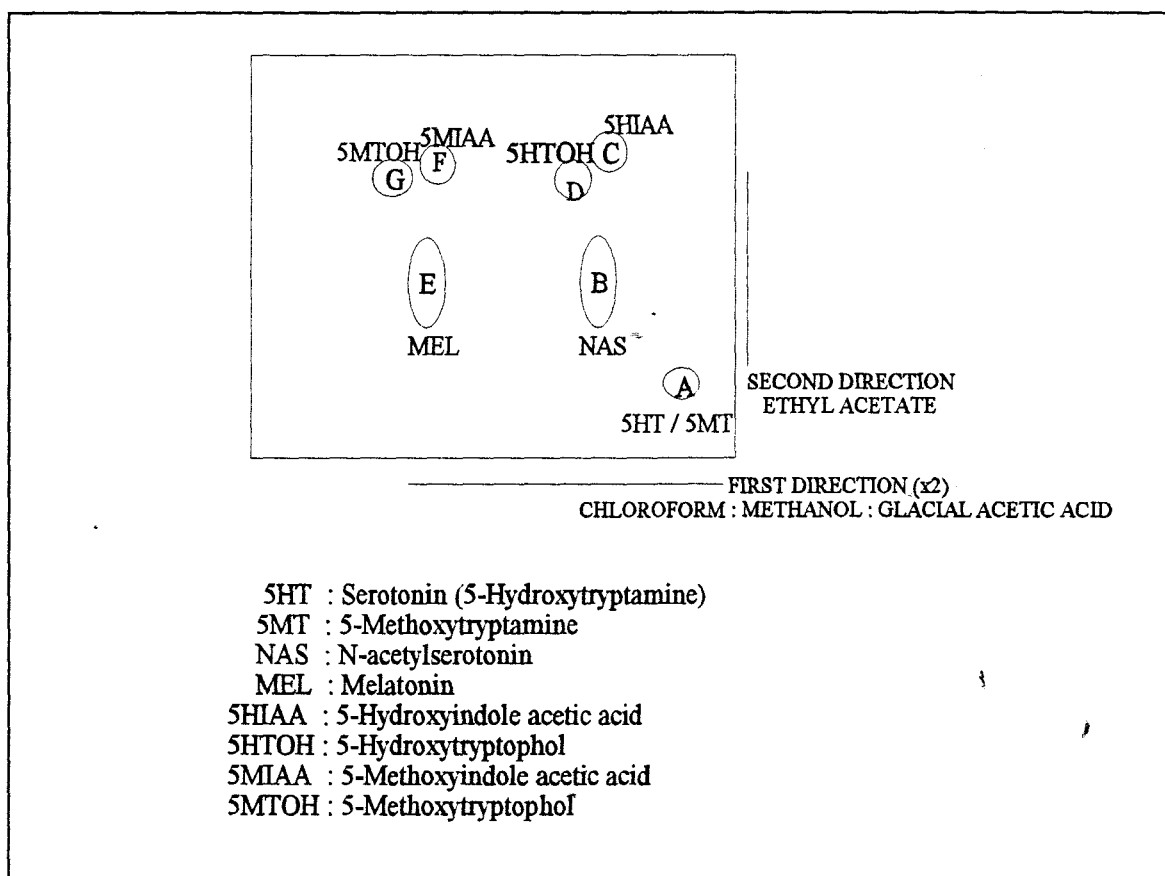 5HIAA
5MIAA
5MTOH
5HTOH
C
F
G
D
E
B
MEL
NAS
A
5HT / 5MT
SECOND DIRECTION
ETHYL ACETATE
FIRST DIRECTION (x2)
CHLOROFORM : METHANOL : GLACIAL ACETIC ACID
5HT : Serotonin (5-Hydroxytryptamine)
5MT : 5-Methoxytryptamine
NAS : N-acetylserotonin
MEL : Melatonin
5HIAA : 5-Hydroxyindole acetic acid
5HTOH : 5-Hydroxytryptophol
5MIAA : 5-Methoxyindole acetic acid
5MTOH : 5-Methoxytryptophol